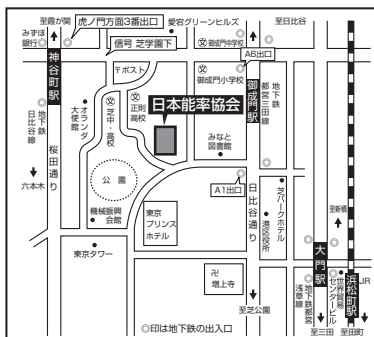 至霞が関
虎ノ門方面3番出口
愛宕グリーンヒルズ
至日比谷
みずほ
銀行
信号 芝学園下
御成門中学校
A6出口
神谷町駅
〒ポスト
御成門小学校
オランダ
大使館
芝中・高校
正則
高校
日本能率協会
御成門駅
地下鉄
都営三田線
地下鉄
日比谷線
桜田通り
みなと
図書館
六本木
公園
A1出口
日比谷通り
芝パークホテル
港区役所
至新橋
機械振興
会館
東京
プリンス
ホテル
大門駅
浜松町駅
東京タワー
卍
増上寺
地下鉄都営
浅草線
世界貿易
センタービル
JR
至芝公園
◎印は地下鉄の出入口
至三田
至田町